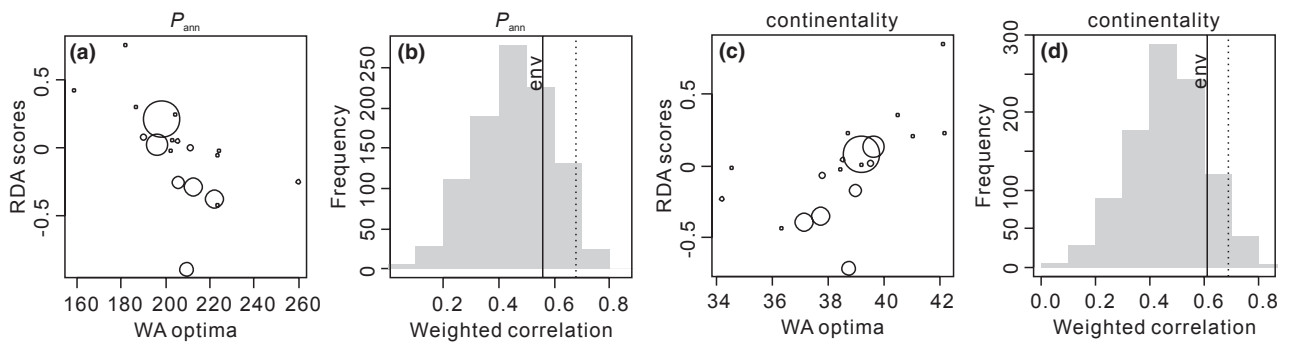 P_ann
(a)
RDA scores
0.5
0
-0.5
160 180 200 220 240 260
WA optima
P_ann
(b)
env
Frequency
0 50 100 150 200 250
0.2 0.4 0.6 0.8
Weighted correlation
continentality
(c)
RDA scores
0.5
0
-0.5
34 36 38 40 42
WA optima
continentality
(d)
env
Frequency
0 50 100 200 300
0.0 0.2 0.4 0.6 0.8
Weighted correlation